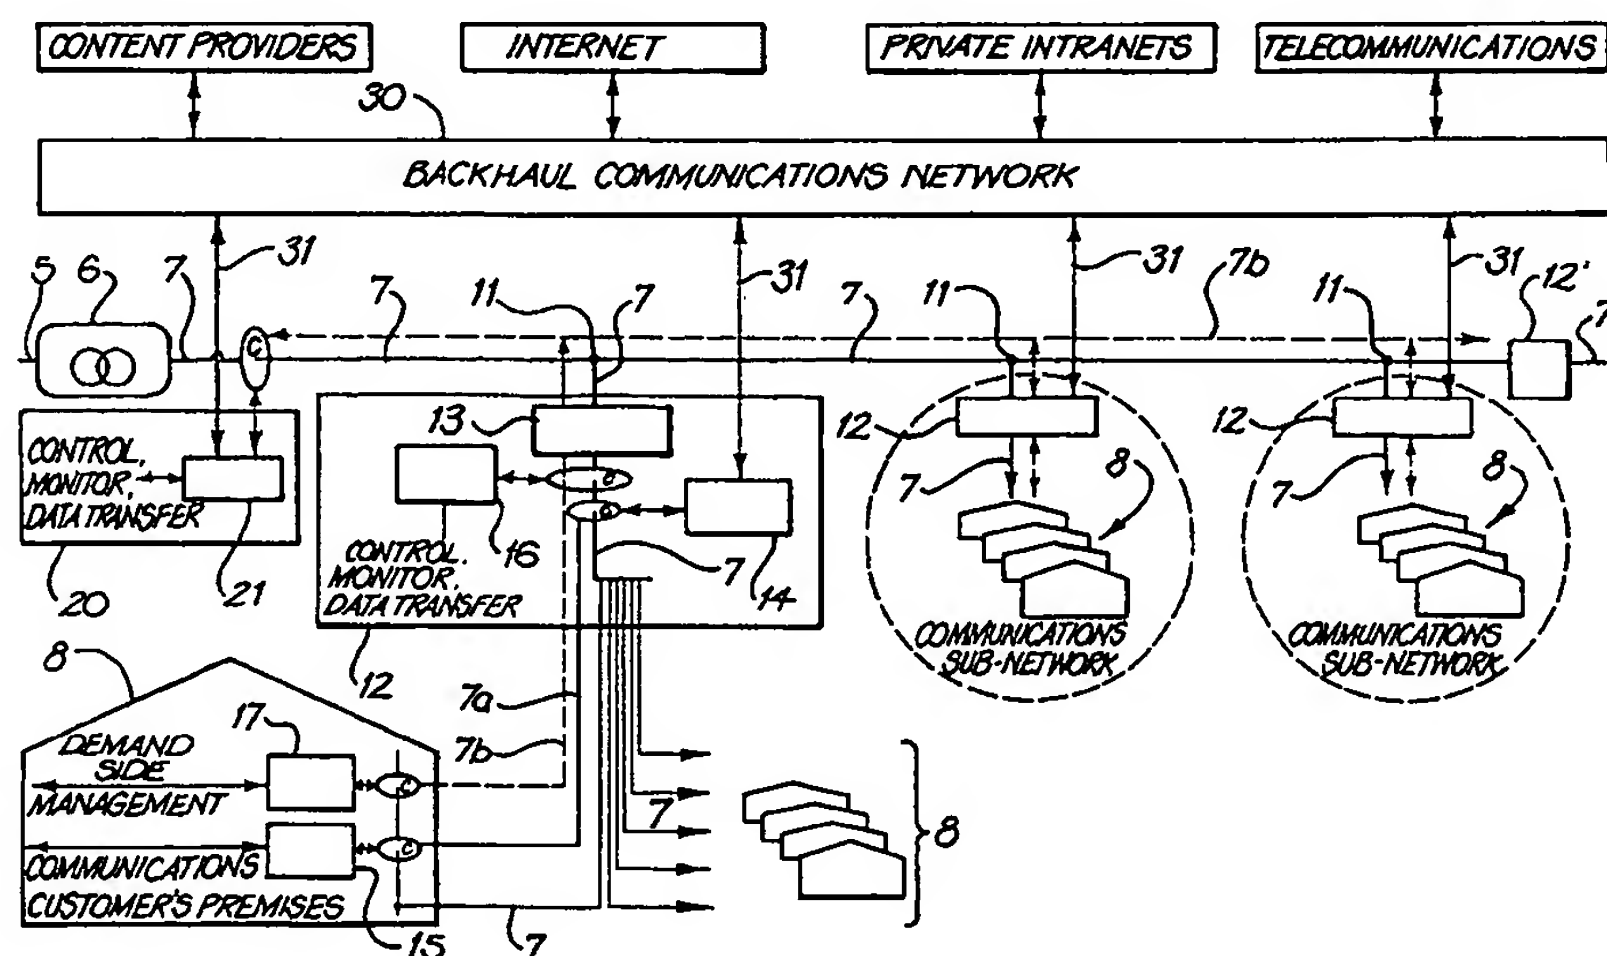 CONTENT PROVIDERS
INTERNET
PRIVATE INTRANETS
TELECOMMUNICATIONS
30
BACKHAUL COMMUNICATIONS NETWORK
5
6
7
31
7
11
7
31
7
11
31
7b
11
31
12'
7
C
CONTROL,
MONITOR,
DATA TRANSFER
20
21
13
16
14
C
C
CONTROL,
MONITOR,
DATA TRANSFER
7
12
12
7
8
COMMUNICATIONS
SUB-NETWORK
12
7
8
COMMUNICATIONS
SUB-NETWORK
8
17
DEMAND
SIDE
MANAGEMENT
C
7a
7b
COMMUNICATIONS
C
CUSTOMER'S PREMISES
15
7
7
8